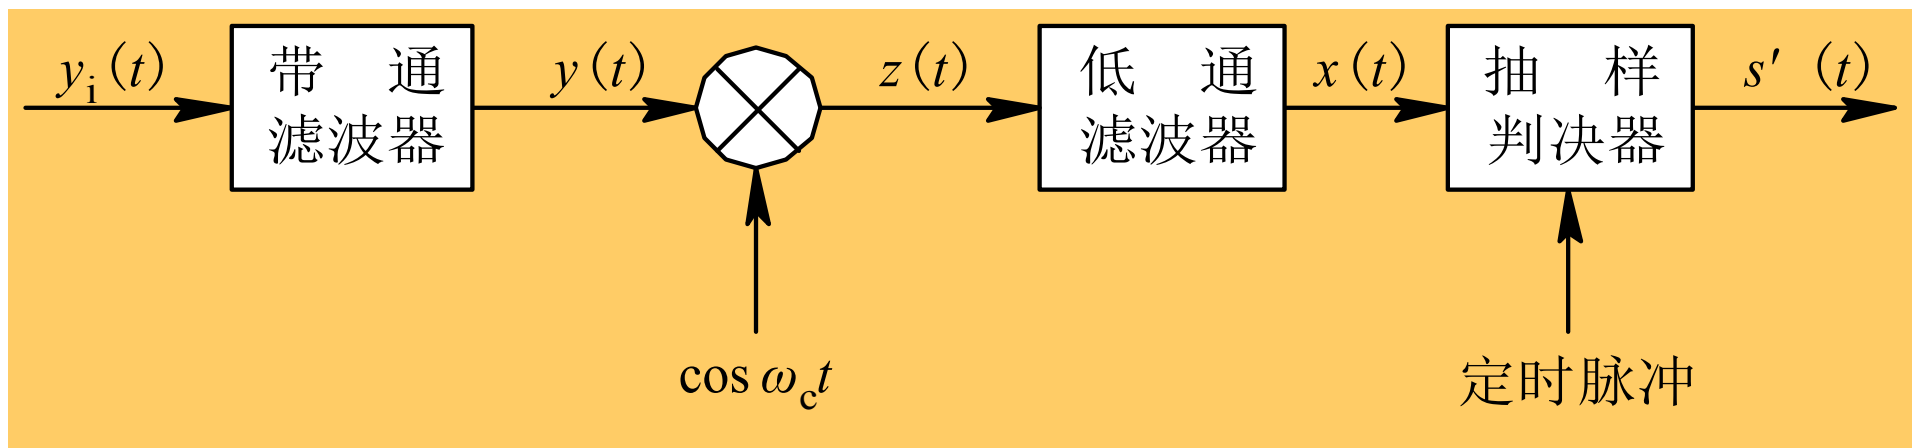 yi(t)
带 通
滤波器
y(t)
z(t)
低 通
滤波器
x(t)
抽 样
判决器
s′(t)
cos ωct
定时脉冲